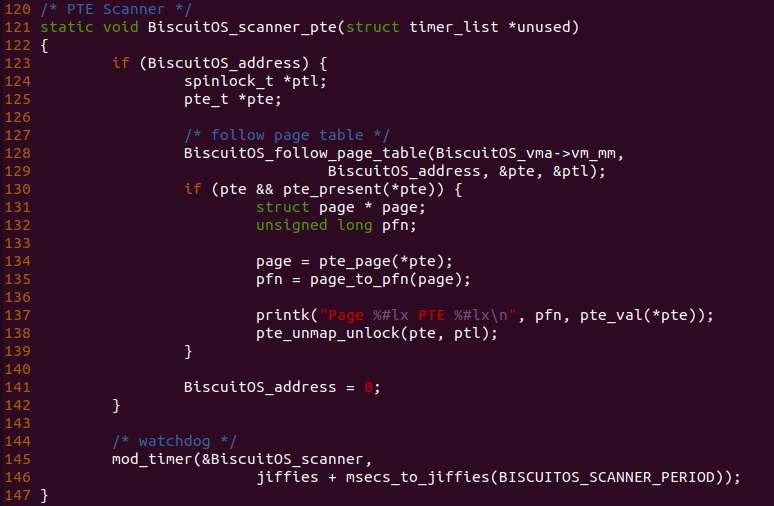 120 /* PTE Scanner */
121 static void BiscuitOS_scanner_pte(struct timer_list *unused)
122 {
123         if (BiscuitOS_address) {
124                 spinlock_t *ptl;
125                 pte_t *pte;
126
127                 /* follow page table */
128                 BiscuitOS_follow_page_table(BiscuitOS_vma->vm_mm,
129                                 BiscuitOS_address, &pte, &ptl);
130                 if (pte && pte_present(*pte)) {
131                         struct page * page;
132                         unsigned long pfn;
133
134                         page = pte_page(*pte);
135                         pfn = page_to_pfn(page);
136
137                         printk("Page %#lx PTE %#lx\n", pfn, pte_val(*pte));
138                         pte_unmap_unlock(pte, ptl);
139                 }
140
141                 BiscuitOS_address = 0;
142         }
143
144         /* watchdog */
145         mod_timer(&BiscuitOS_scanner,
146                         jiffies + msecs_to_jiffies(BISCUITOS_SCANNER_PERIOD));
147 }